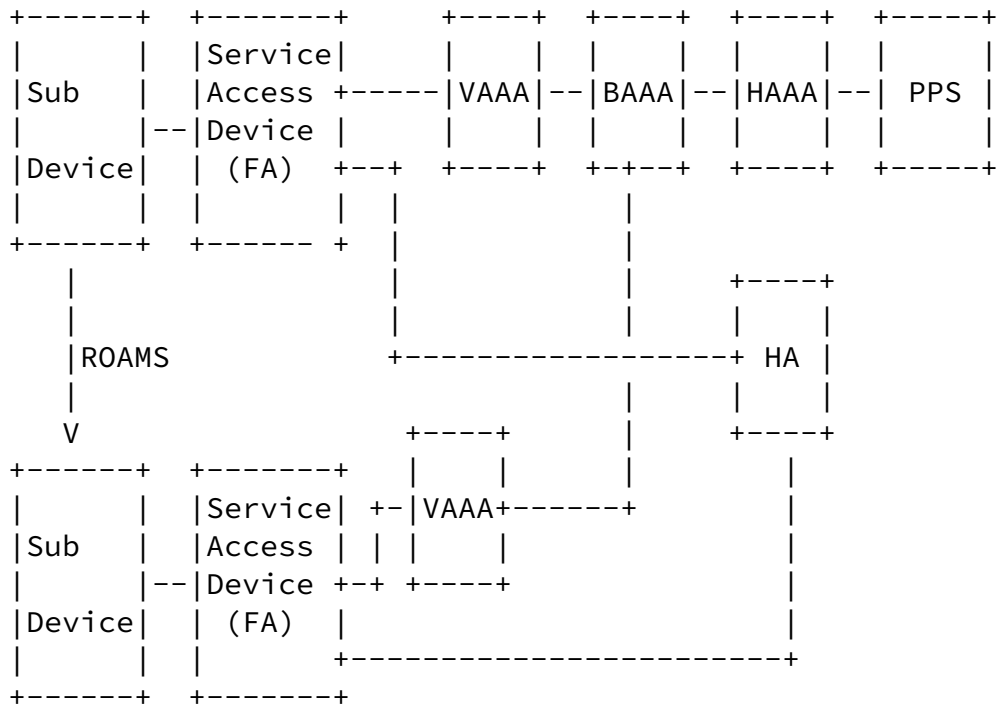 Service
Sub Access VAAA BAAA HAAA PPS
Device
Device (FA)
ROAMS HA
V
Service VAAA
Sub Access
Device
Device (FA)